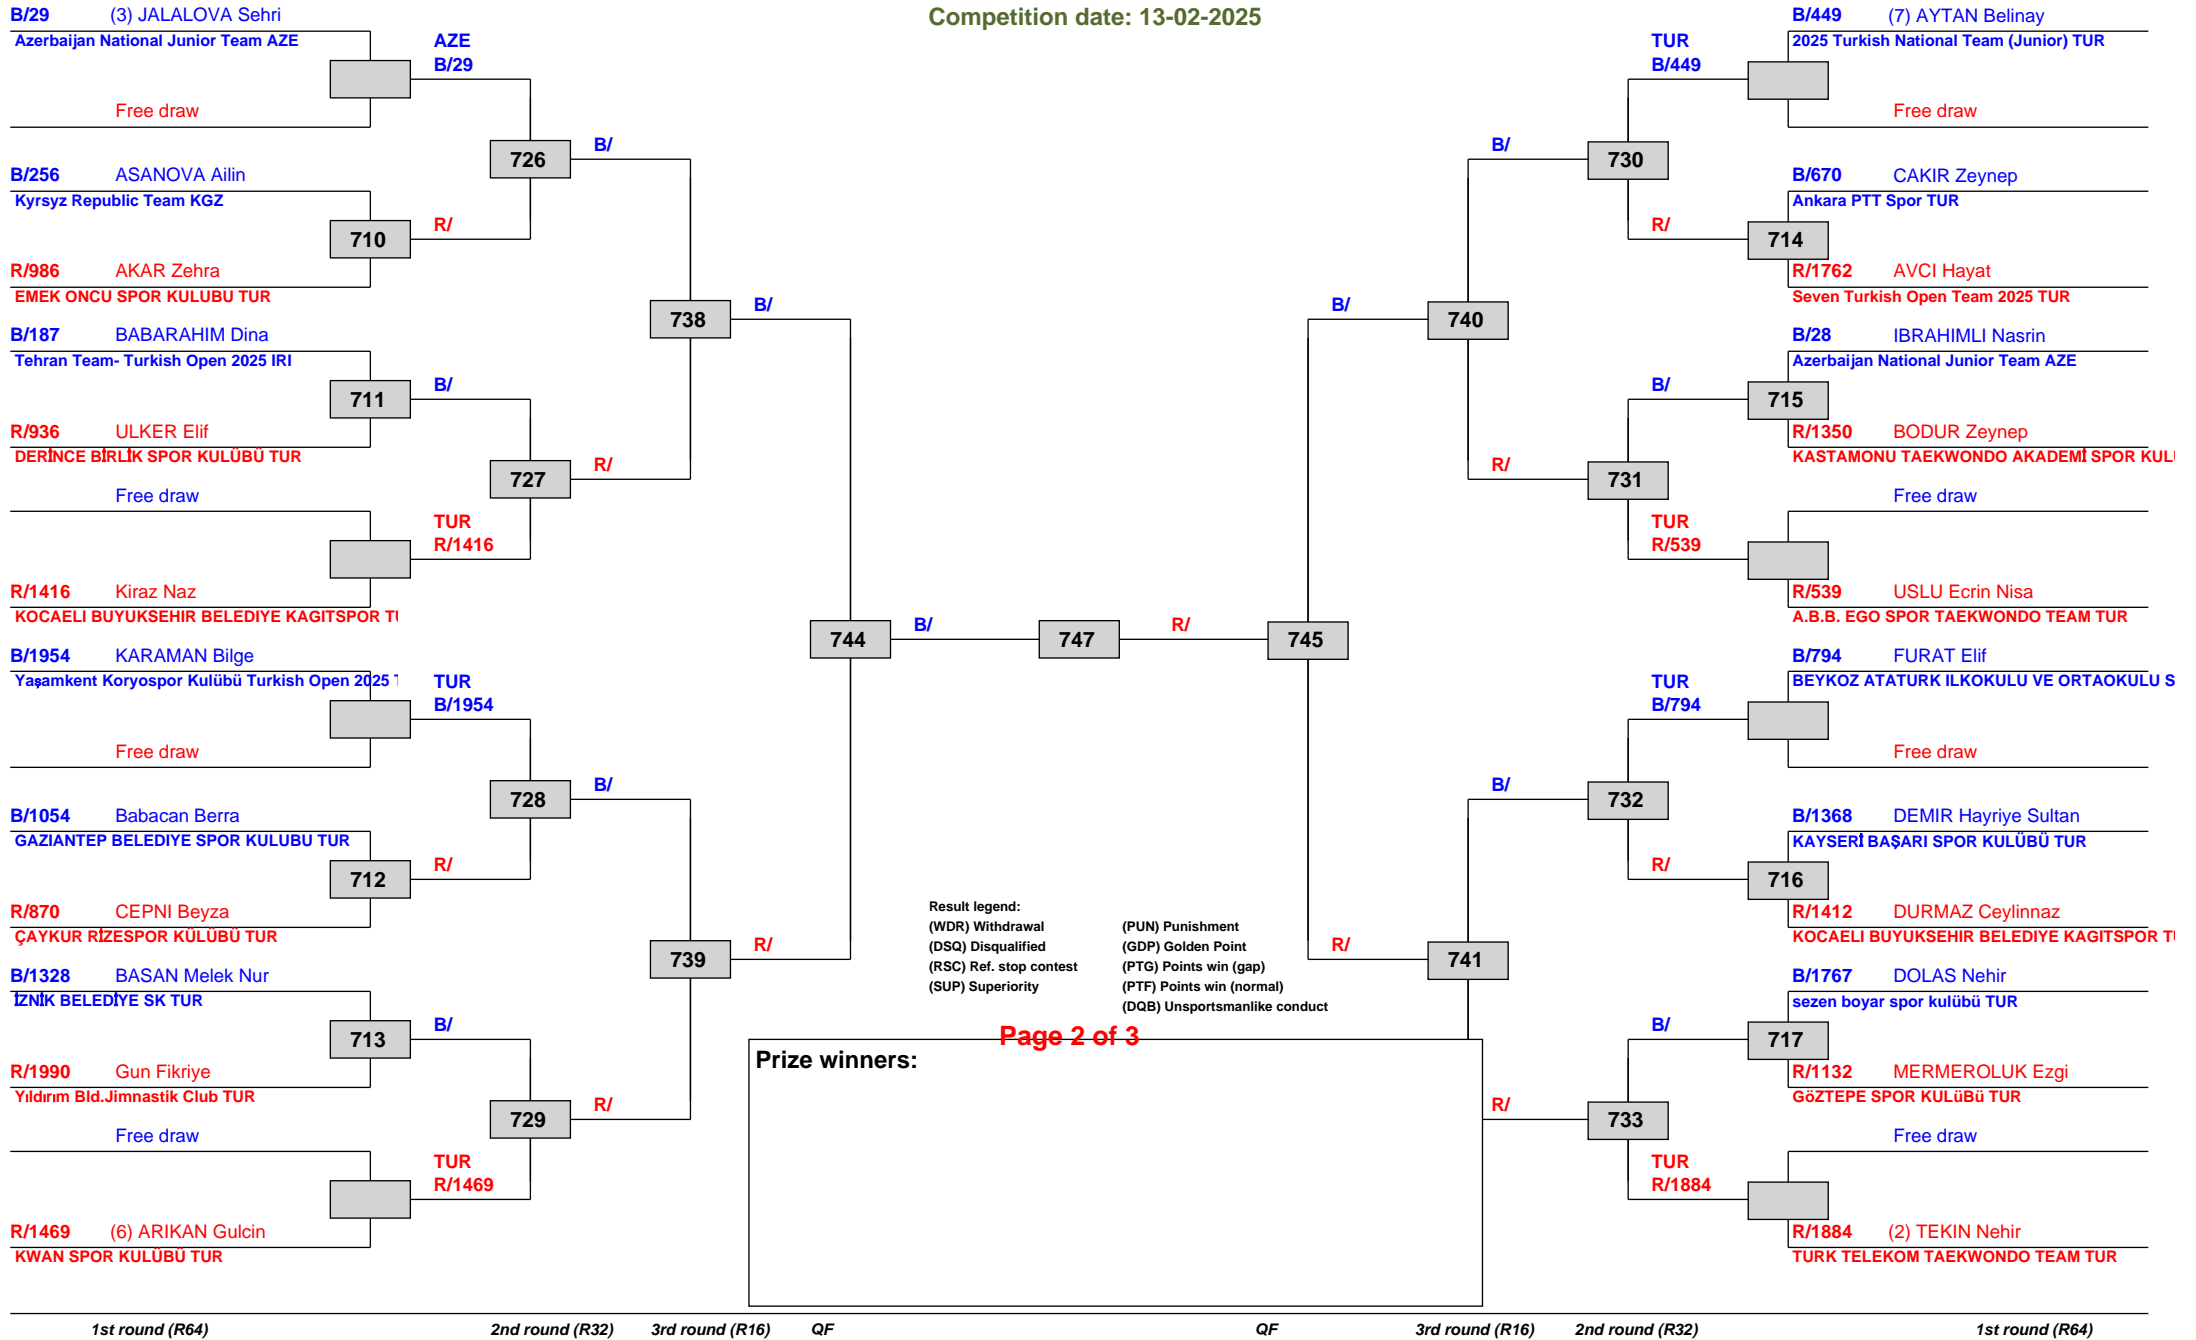 Competition date: 13-02-2025
B/29 (3) JALALOVA Sehri
Azerbaijan National Junior Team AZE
AZE
B/29
Free draw
726
B/
B/256 ASANOVA Ailin
Kyrsyz Republic Team KGZ
710
R/
R/986 AKAR Zehra
EMEK ONCU SPOR KULUBU TUR
738
B/
B/187 BABARAHIM Dina
Tehran Team- Turkish Open 2025 IRI
711
B/
R/936 ULKER Elif
DERİNCE BİRLİK SPOR KULÜBÜ TUR
727
R/
Free draw
TUR
R/1416
R/1416 Kiraz Naz
KOCAELI BUYUKSEHIR BELEDIYE KAGITSPOR TU
744
B/
747
R/
745
B/1954 KARAMAN Bilge
Yaşamkent Koryospor Kulübü Turkish Open 2025 T
TUR
B/1954
Free draw
728
B/
B/1054 Babacan Berra
GAZIANTEP BELEDIYE SPOR KULUBU TUR
712
R/
R/870 CEPNI Beyza
ÇAYKUR RİZESPOR KÜLÜBÜ TUR
739
R/
B/1328 BASAN Melek Nur
İZNİK BELEDİYE SK TUR
713
B/
R/1990 Gun Fikriye
Yıldırım Bld.Jimnastik Club TUR
729
R/
Free draw
TUR
R/1469
R/1469 (6) ARIKAN Gulcin
KWAN SPOR KULÜBÜ TUR
B/449 (7) AYTAN Belinay
2025 Turkish National Team (Junior) TUR
TUR
B/449
Free draw
B/
730
B/670 CAKIR Zeynep
Ankara PTT Spor TUR
R/
714
R/1762 AVCI Hayat
Seven Turkish Open Team 2025 TUR
B/
740
B/28 IBRAHIMLI Nasrin
Azerbaijan National Junior Team AZE
B/
715
R/1350 BODUR Zeynep
KASTAMONU TAEKWONDO AKADEMİ SPOR KULU
R/
731
Free draw
TUR
R/539
R/539 USLU Ecrin Nisa
A.B.B. EGO SPOR TAEKWONDO TEAM TUR
B/794 FURAT Elif
BEYKOZ ATATURK ILKOKULU VE ORTAOKULU S
TUR
B/794
Free draw
B/
732
B/1368 DEMIR Hayriye Sultan
KAYSERİ BAŞARI SPOR KULÜBÜ TUR
R/
716
R/1412 DURMAZ Ceylinnaz
KOCAELI BUYUKSEHIR BELEDIYE KAGITSPOR TU
R/
741
B/1767 DOLAS Nehir
sezen boyar spor kulübü TUR
B/
717
R/1132 MERMEROLUK Ezgi
GöZTEPE SPOR KULüBü TUR
R/
733
Free draw
TUR
R/1884
R/1884 (2) TEKIN Nehir
TURK TELEKOM TAEKWONDO TEAM TUR
Result legend:
(WDR) Withdrawal (PUN) Punishment
(DSQ) Disqualified (GDP) Golden Point
(RSC) Ref. stop contest (PTG) Points win (gap)
(SUP) Superiority (PTF) Points win (normal)
(DQB) Unsportsmanlike conduct
Page 2 of 3
Prize winners:
1st round (R64) 2nd round (R32) 3rd round (R16) QF QF 3rd round (R16) 2nd round (R32) 1st round (R64)